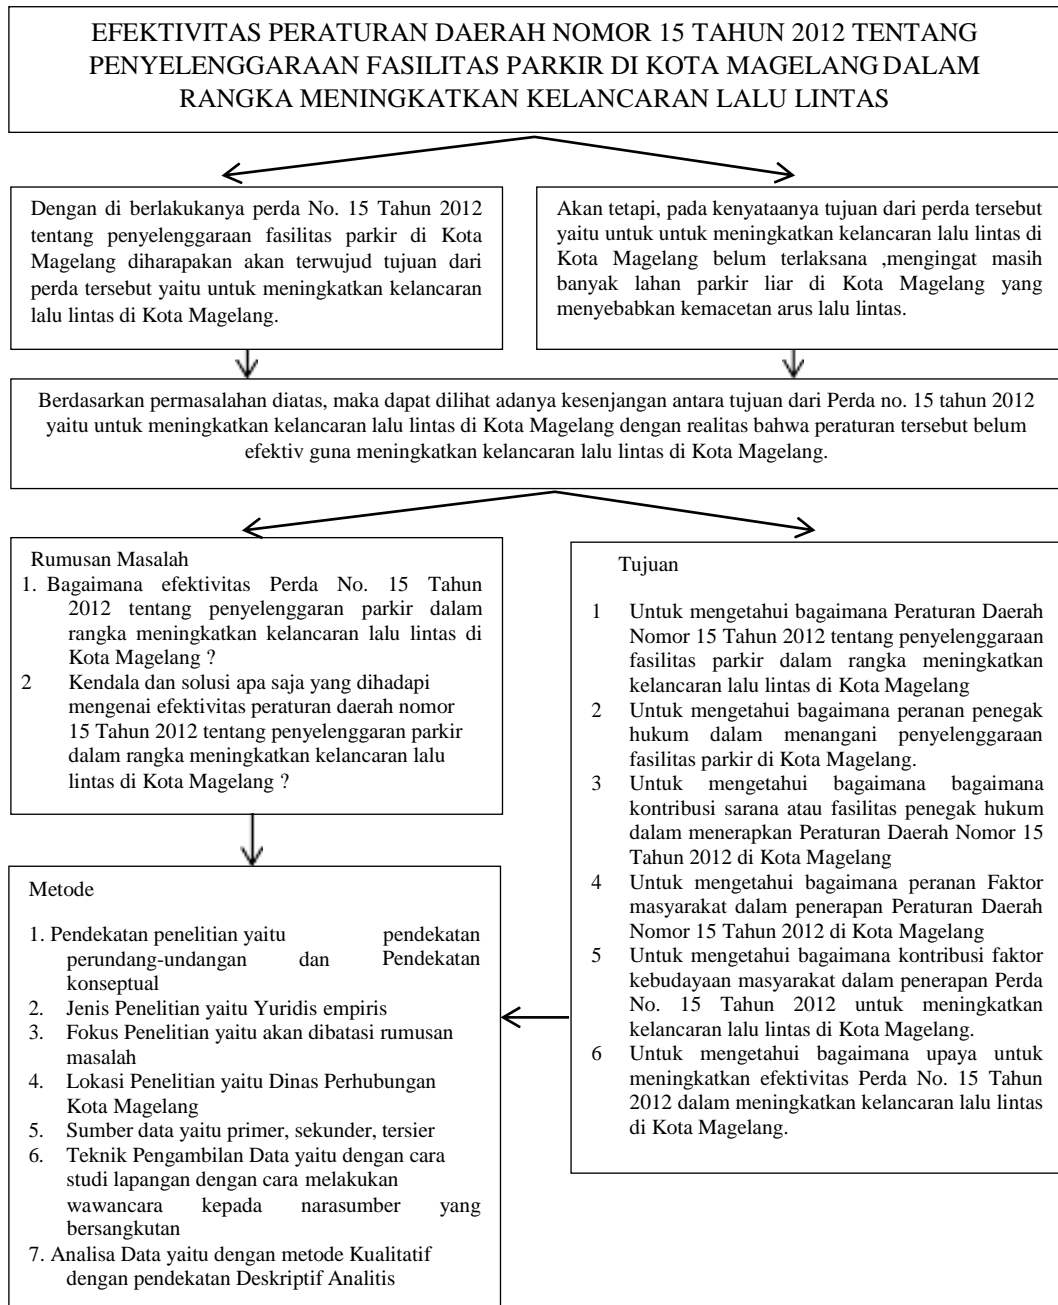 EFEKTIVITAS PERATURAN DAERAH NOMOR 15 TAHUN 2012 TENTANG
PENYELENGGARAAN FASILITAS PARKIR DI KOTA MAGELANG DALAM
RANGKA MENINGKATKAN KELANCARAN LALU LINTAS
Dengan di berlakukanya perda No. 15 Tahun 2012
tentang penyelenggaraan fasilitas parkir di Kota
Magelang diharapakan akan terwujud tujuan dari
perda tersebut yaitu untuk meningkatkan kelancaran
lalu lintas di Kota Magelang.
Akan tetapi, pada kenyataanya tujuan dari perda tersebut
yaitu untuk untuk meningkatkan kelancaran lalu lintas di
Kota Magelang belum terlaksana ,mengingat masih
banyak lahan parkir liar di Kota Magelang yang
menyebabkan kemacetan arus lalu lintas.
Berdasarkan permasalahan diatas, maka dapat dilihat adanya kesenjangan antara tujuan dari Perda no. 15 tahun 2012
yaitu untuk meningkatkan kelancaran lalu lintas di Kota Magelang dengan realitas bahwa peraturan tersebut belum
efektiv guna meningkatkan kelancaran lalu lintas di Kota Magelang.
Rumusan Masalah
1. Bagaimana efektivitas Perda No. 15 Tahun
2012 tentang penyelenggaran parkir dalam
rangka meningkatkan kelancaran lalu lintas di
Kota Magelang ?
2 Kendala dan solusi apa saja yang dihadapi
mengenai efektivitas peraturan daerah nomor
15 Tahun 2012 tentang penyelenggaran parkir
dalam rangka meningkatkan kelancaran lalu
lintas di Kota Magelang ?
Tujuan
1 Untuk mengetahui bagaimana Peraturan Daerah
Nomor 15 Tahun 2012 tentang penyelenggaraan
fasilitas parkir dalam rangka meningkatkan
kelancaran lalu lintas di Kota Magelang
2 Untuk mengetahui bagaimana peranan penegak
hukum dalam menangani penyelenggaraan
fasilitas parkir di Kota Magelang.
3 Untuk mengetahui bagaimana bagaimana
kontribusi sarana atau fasilitas penegak hukum
dalam menerapkan Peraturan Daerah Nomor 15
Tahun 2012 di Kota Magelang
4 Untuk mengetahui bagaimana peranan Faktor
masyarakat dalam penerapan Peraturan Daerah
Nomor 15 Tahun 2012 di Kota Magelang
5 Untuk mengetahui bagaimana kontribusi faktor
kebudayaan masyarakat dalam penerapan Perda
No. 15 Tahun 2012 untuk meningkatkan
kelancaran lalu lintas di Kota Magelang.
6 Untuk mengetahui bagaimana upaya untuk
meningkatkan efektivitas Perda No. 15 Tahun
2012 dalam meningkatkan kelancaran lalu lintas
di Kota Magelang.
Metode
1. Pendekatan penelitian yaitu pendekatan
perundang-undangan dan Pendekatan
konseptual
2. Jenis Penelitian yaitu Yuridis empiris
3. Fokus Penelitian yaitu akan dibatasi rumusan
masalah
4. Lokasi Penelitian yaitu Dinas Perhubungan
Kota Magelang
5. Sumber data yaitu primer, sekunder, tersier
6. Teknik Pengambilan Data yaitu dengan cara
studi lapangan dengan cara melakukan
wawancara kepada narasumber yang
bersangkutan
7. Analisa Data yaitu dengan metode Kualitatif
dengan pendekatan Deskriptif Analitis